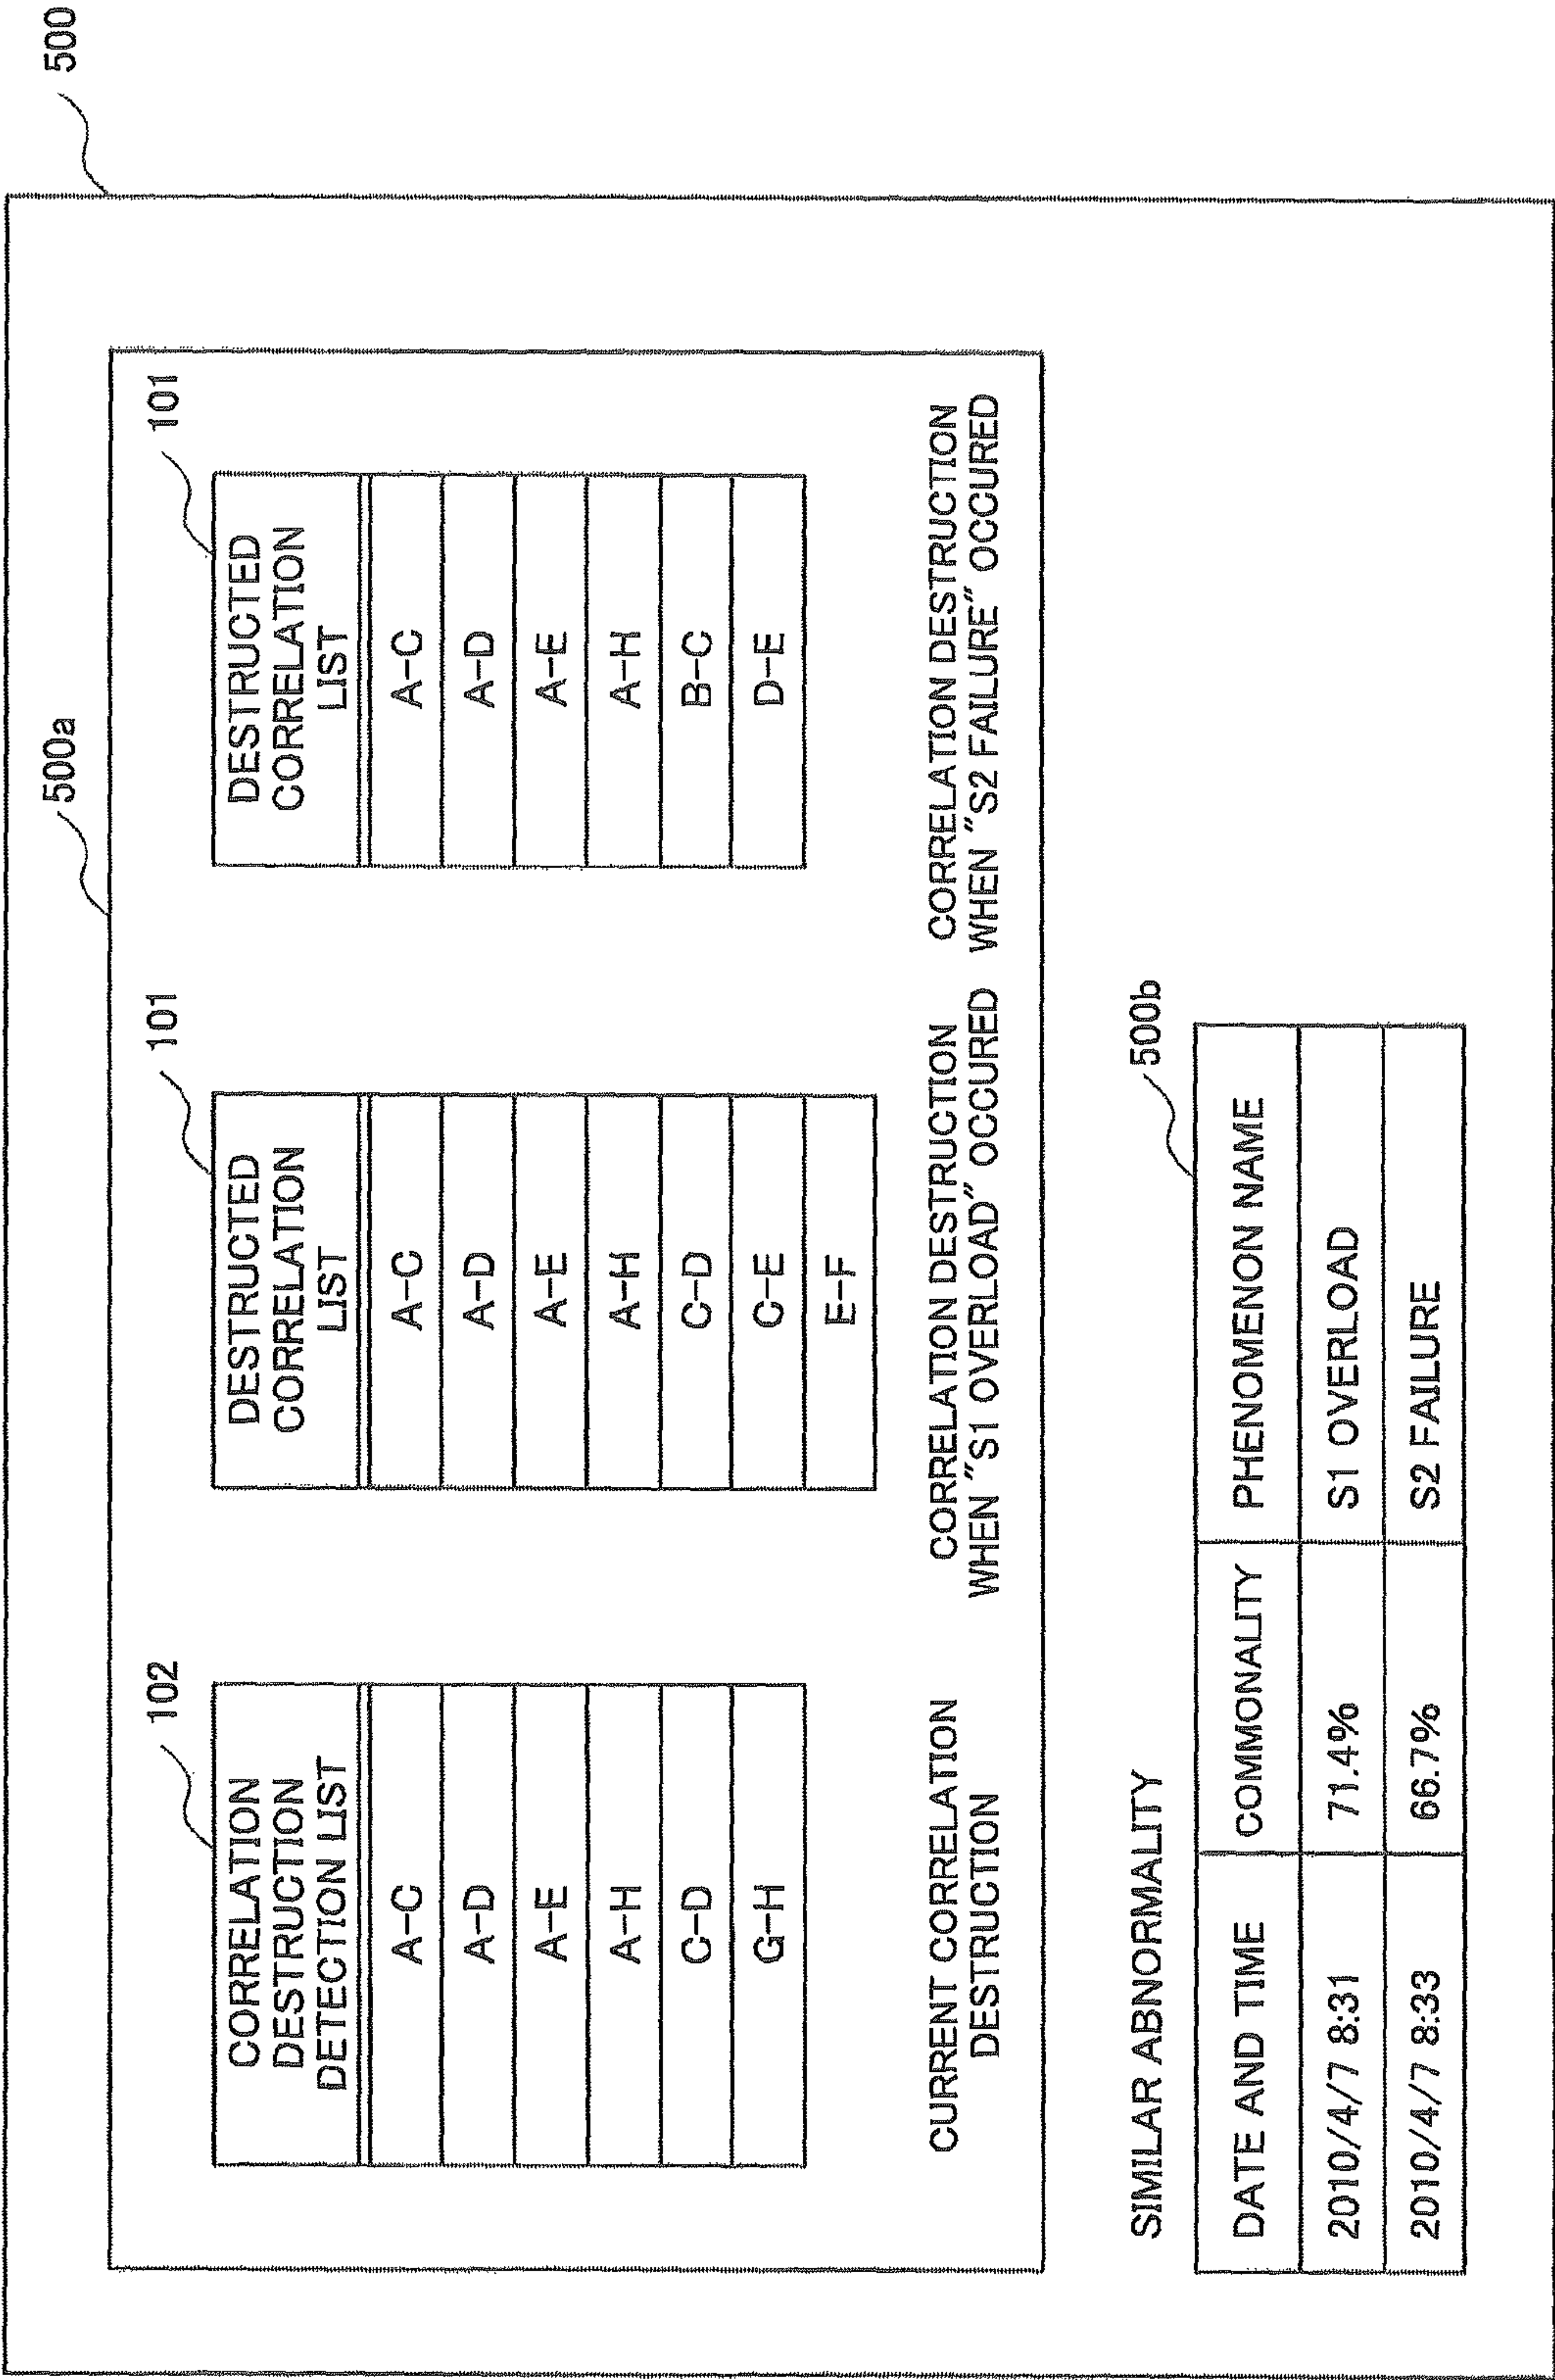 500
500a
102
CORRELATION
DESTRUCTION
DETECTION LIST
A-C
A-D
A-E
A-H
C-D
G-H
CURRENT CORRELATION
DESTRUCTION
101
DESTRUCTED
CORRELATION
LIST
A-C
A-D
A-E
A-H
C-D
C-E
E-F
CORRELATION DESTRUCTION
WHEN "S1 OVERLOAD" OCCURED
101
DESTRUCTED
CORRELATION
LIST
A-C
A-D
A-E
A-H
B-C
D-E
CORRELATION DESTRUCTION
WHEN "S2 FAILURE" OCCURED
SIMILAR ABNORMALITY
500b
DATE AND TIME COMMONALITY PHENOMENON NAME
2010/4/7 8:31 71.4% S1 OVERLOAD
2010/4/7 8:33 66.7% S2 FAILURE